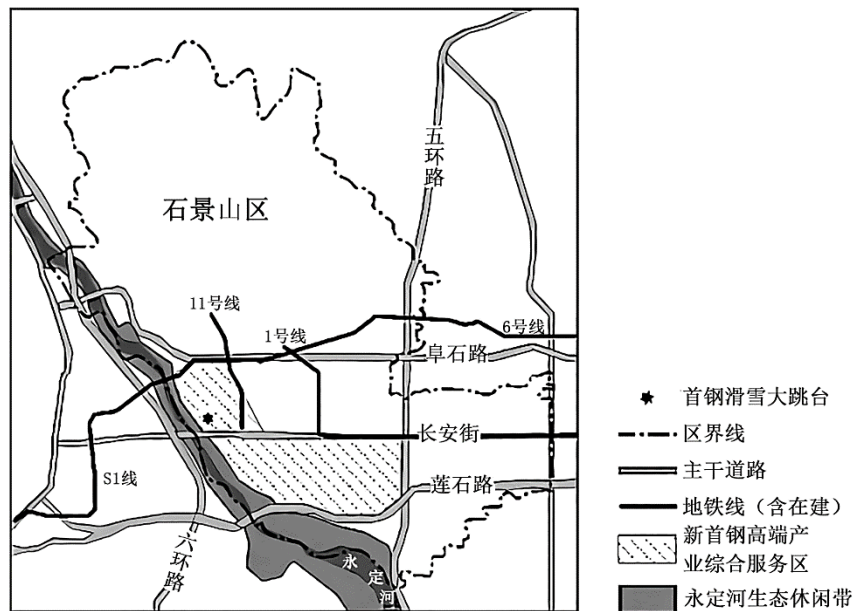 五环路
石景山区
11号线
1号线
6号线
阜石路
长安街
S1线
莲石路
六环路
永定河
首钢滑雪大跳台
区界线
主干道路
地铁线（含在建）
新首钢高端产
业综合服务区
永定河生态休闲带